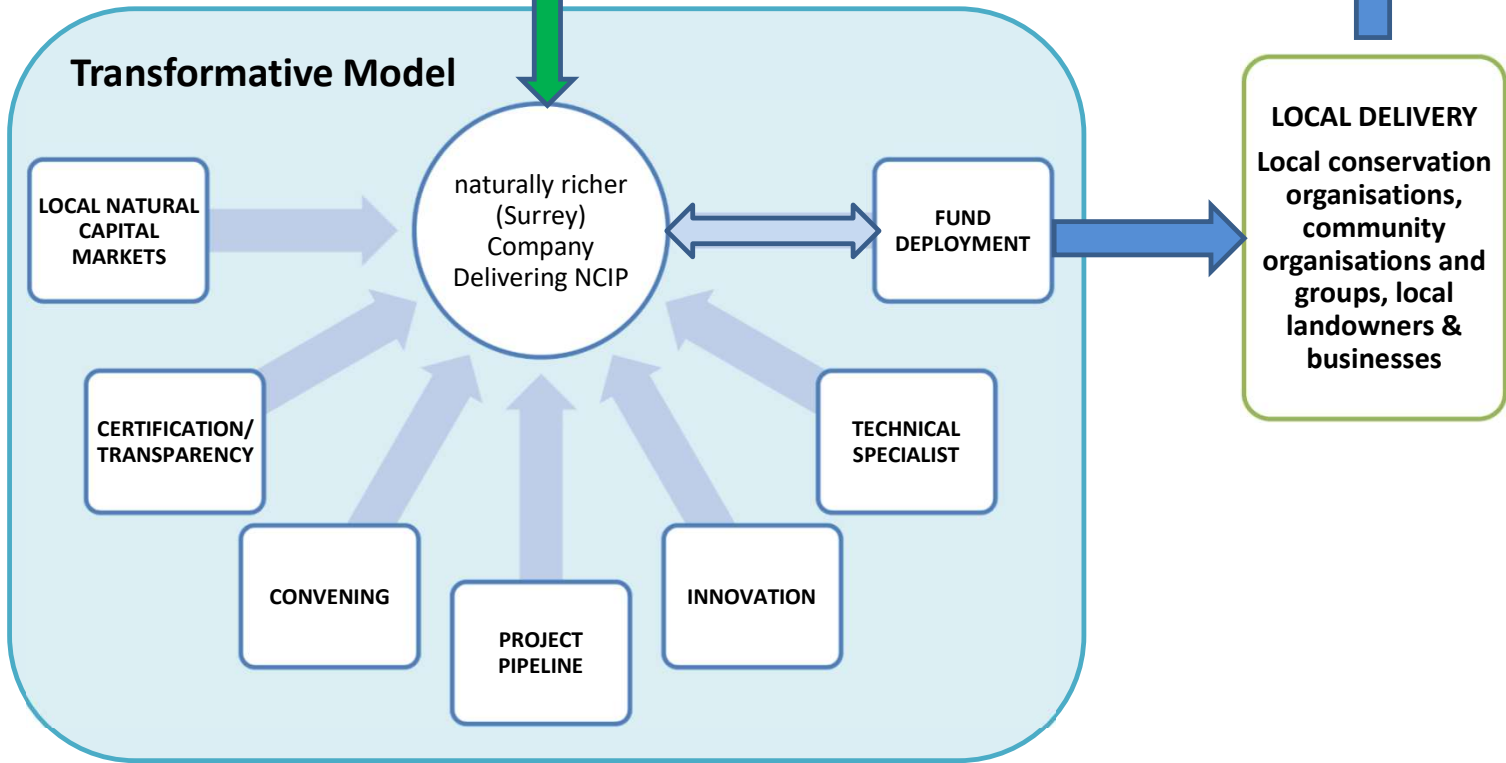 Transformative Model
naturally richer
(Surrey)
Company
Delivering NCIP
LOCAL NATURAL
CAPITAL
MARKETS
CERTIFICATION/
TRANSPARENCY
CONVENING
PROJECT
PIPELINE
INNOVATION
TECHNICAL
SPECIALIST
FUND
DEPLOYMENT
LOCAL DELIVERY
Local conservation
organisations,
community
organisations and
groups, local
landowners &
businesses